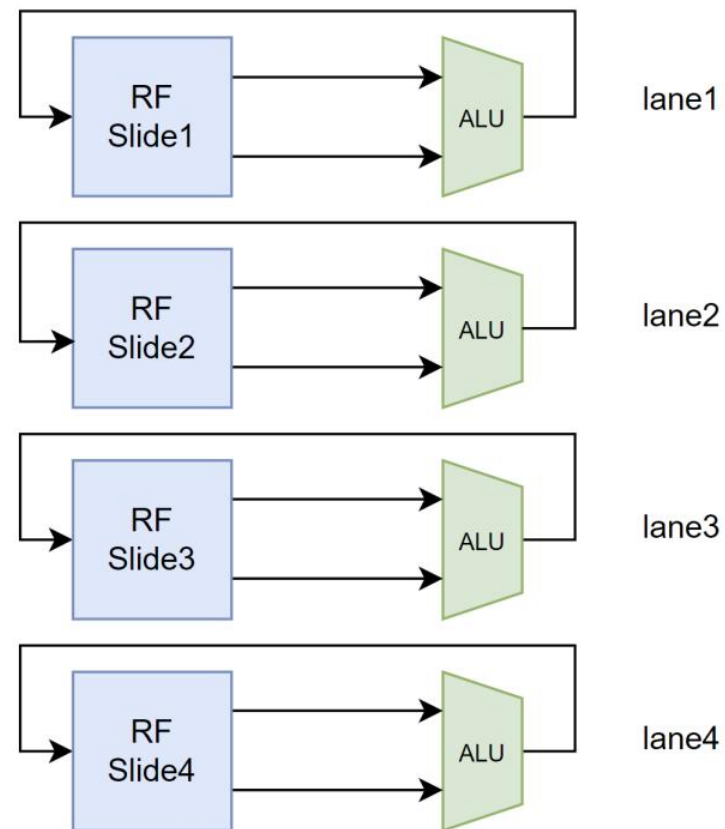 RF
Slide1
ALU
lane1
RF
Slide2
ALU
lane2
RF
Slide3
ALU
lane3
RF
Slide4
ALU
lane4